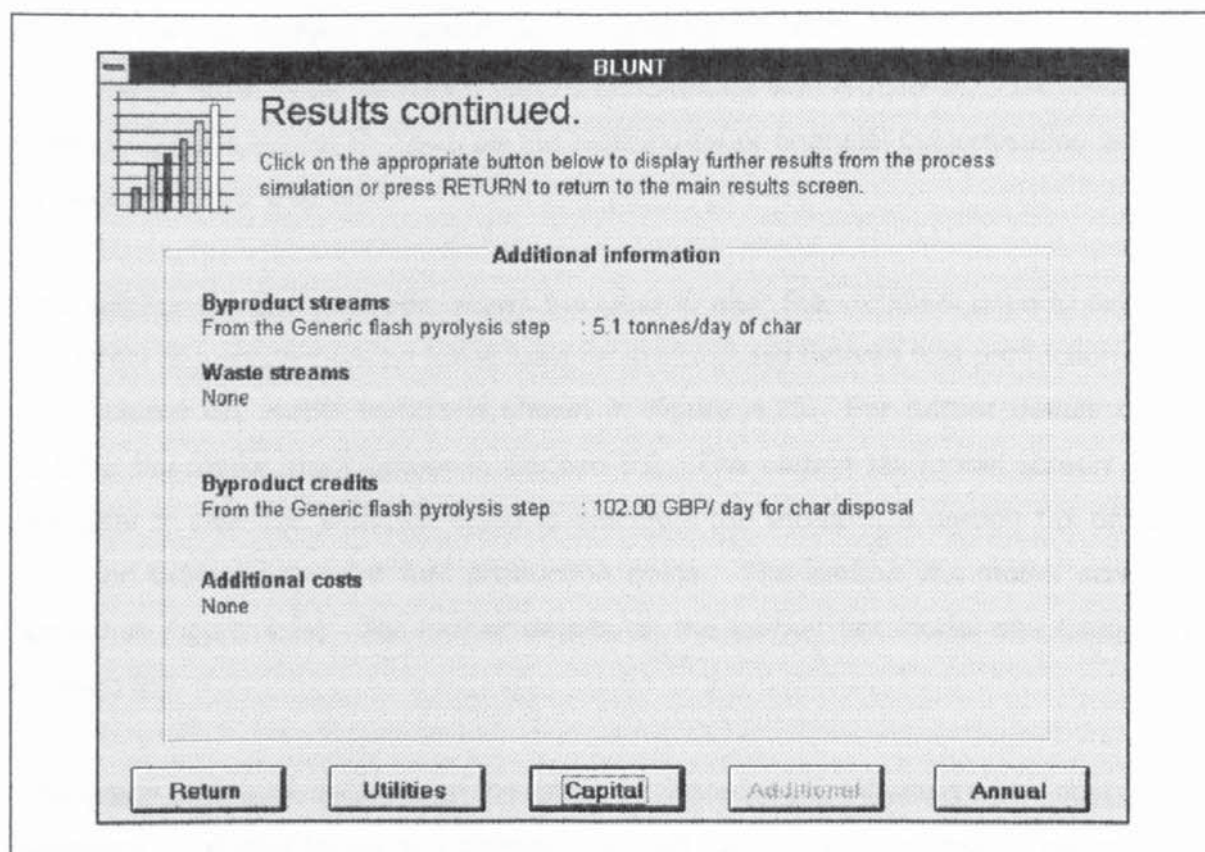 BLUNT
Results continued.
Click on the appropriate button below to display further results from the process
simulation or press RETURN to return to the main results screen.
Additional information
Byproduct streams
From the Generic flash pyrolysis step : 5.1 tonnes/day of char
Waste streams
None
Byproduct credits
From the Generic flash pyrolysis step : 102.00 GBP/ day for char disposal
Additional costs
None
Return Utilities Capital Additional Annual